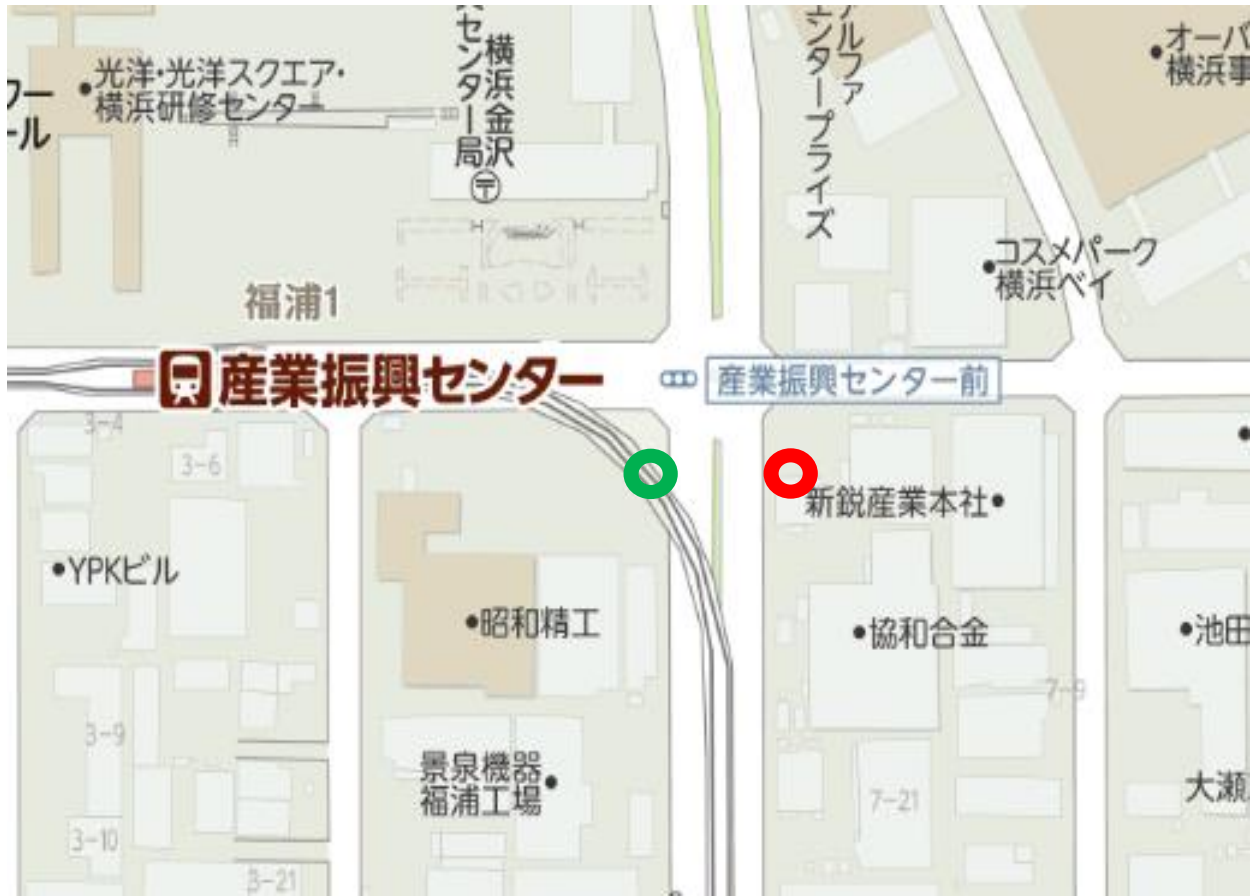 光洋・光洋スクエア・
横浜研修センター
横浜金沢
センター局
アルファ
エンタープライズ
オーバ
横浜事
コスメパーク
横浜ベイ
福浦1
産業振興センター
産業振興センター前
3-4
3-6
新鋭産業本社
YPKビル
昭和精工
協和合金
池田
7-9
3-9
景泉機器
福浦工場
7-21
大瀬
3-10
3-21